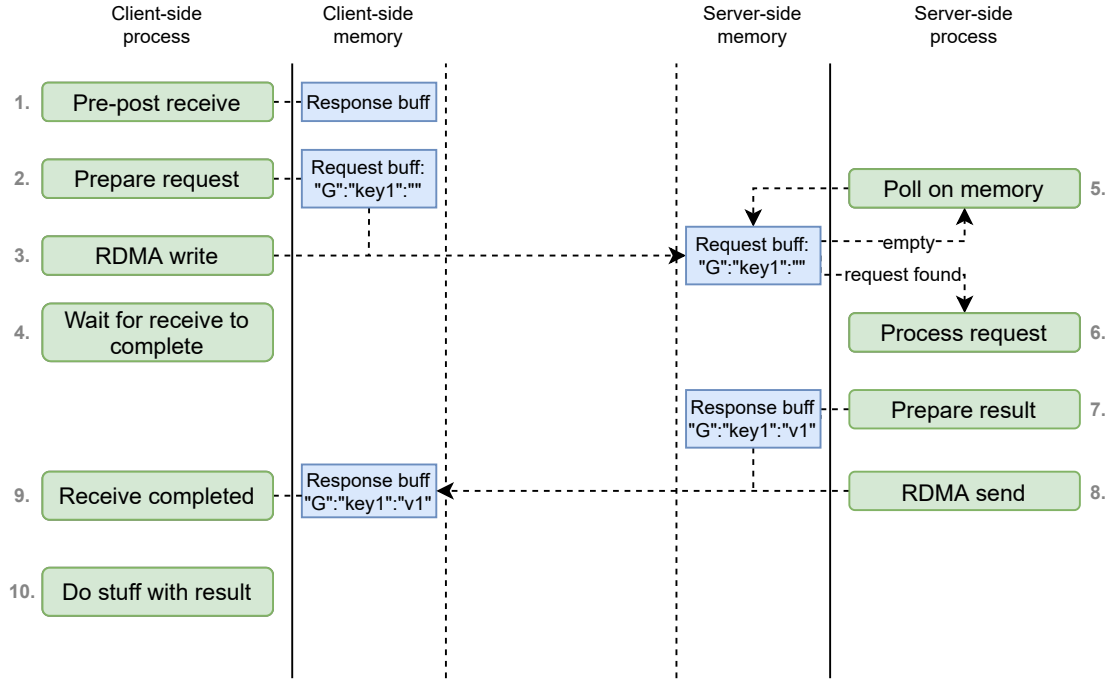 Client-side
process
Client-side
memory
Server-side
memory
Server-side
process
1.
Pre-post receive
Response buff
2.
Prepare request
Request buff:
"G":"key1":""
Poll on memory
5.
3.
RDMA write
Request buff:
"G":"key1":""
empty
request found
4.
Wait for receive to
complete
Process request
6.
Response buff
"G":"key1":"v1"
Prepare result
7.
9.
Receive completed
Response buff
"G":"key1":"v1"
RDMA send
8.
10.
Do stuff with result